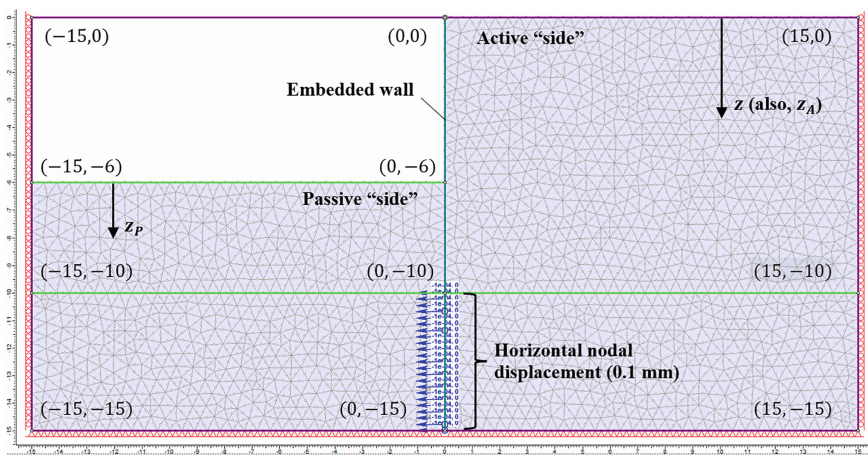 (−15,0)
(0,0)
Active “side”
(15,0)
Embedded wall
z (also, z_A)
(−15,−6)
(0,−6)
Passive “side”
z_P
(−15,−10)
(0,−10)
(15,−10)
Horizontal nodal
displacement (0.1 mm)
(−15,−15)
(0,−15)
(15,−15)